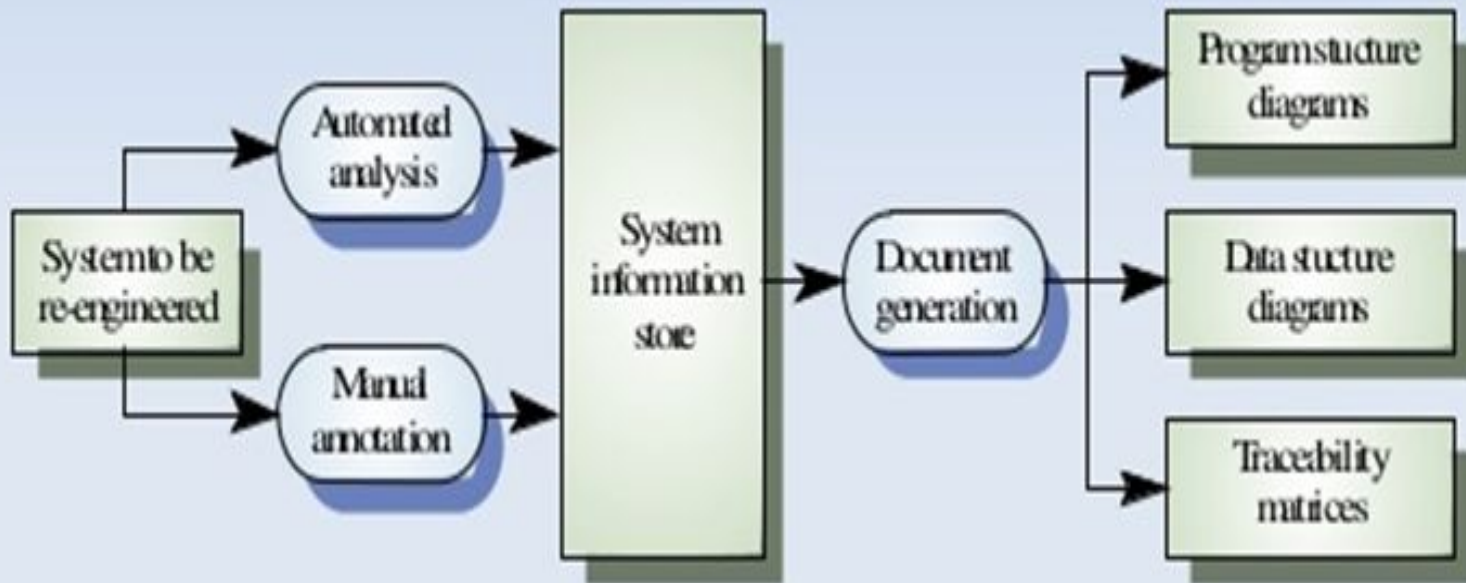 System to be
re-engineered
Automated
analysis
Manual
annotation
System
information
store
Document
generation
Program stucture
diagrams
Data stucture
diagrams
Traceability
matrices